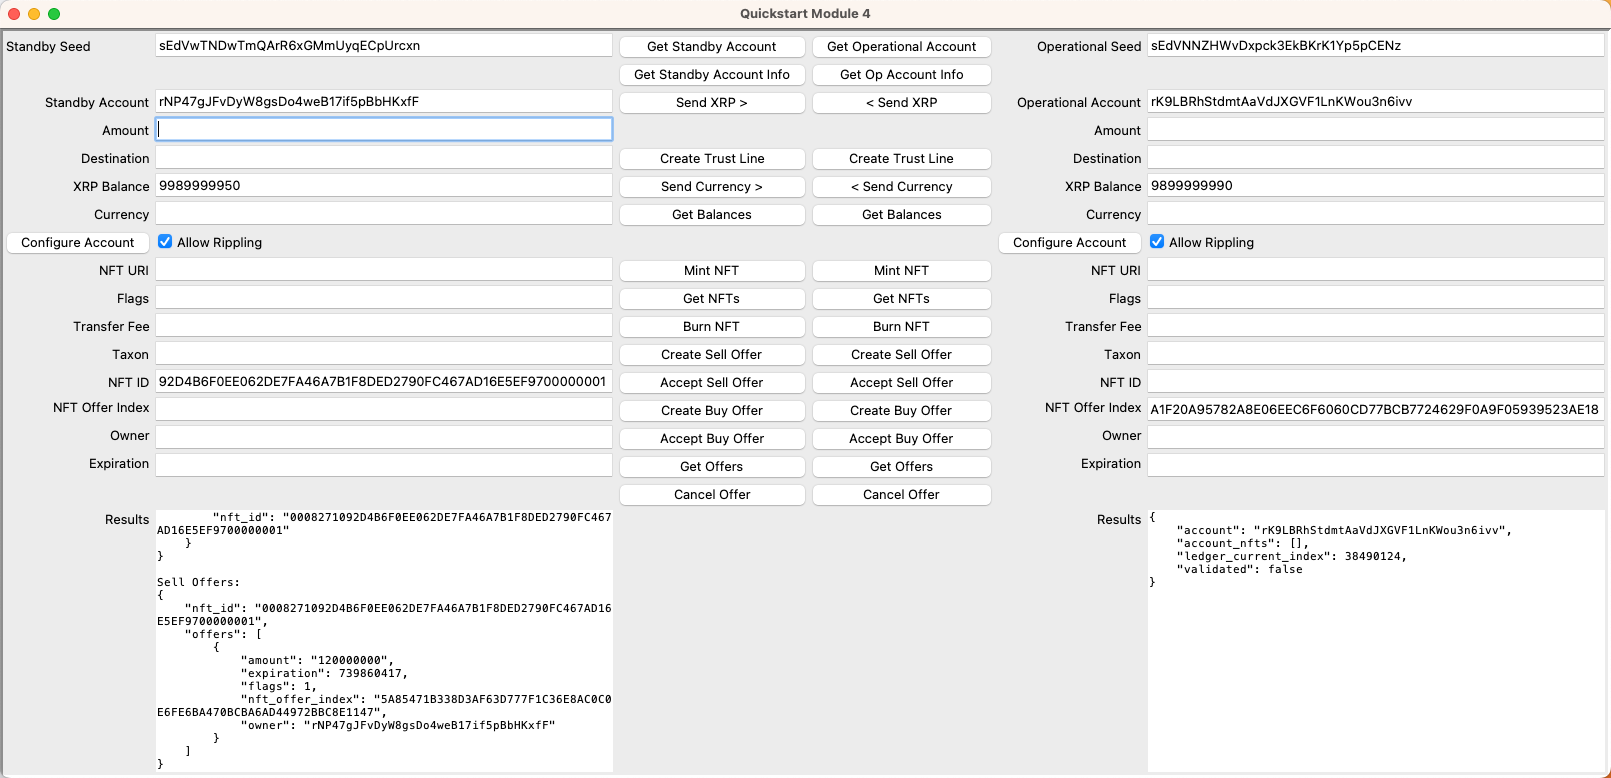 Quickstart Module 4
Standby Seed sEdVwTNDwTmQArR6xGMmUyqECpUrcxn Get Standby Account Get Operational Account Operational Seed sEdVNNZHWvDxpck3EkBKrK1Yp5pCENz
Get Standby Account Info Get Op Account Info
Standby Account rNP47gJFvDyW8gsDo4weB17if5pBbHKxfF Send XRP > < Send XRP Operational Account rK9LBRhStdmtAaVdJXGVF1LnKWou3n6ivv
Amount Amount
Destination Create Trust Line Create Trust Line Destination
XRP Balance 9989999950 Send Currency > < Send Currency XRP Balance 9899999990
Currency Get Balances Get Balances Currency
Configure Account Allow Rippling Configure Account Allow Rippling
NFT URI Mint NFT Mint NFT NFT URI
Flags Get NFTs Get NFTs Flags
Transfer Fee Burn NFT Burn NFT Transfer Fee
Taxon Create Sell Offer Create Sell Offer Taxon
NFT ID 92D4B6F0EE062DE7FA46A7B1F8DED2790FC467AD16E5EF9700000001 Accept Sell Offer Accept Sell Offer NFT ID
NFT Offer Index Create Buy Offer Create Buy Offer NFT Offer Index A1F20A95782A8E06EEC6F6060CD77BCB7724629F0A9F05939523AE18
Owner Accept Buy Offer Accept Buy Offer Owner
Expiration Get Offers Get Offers Expiration
Cancel Offer Cancel Offer
Results
"nft_id": "0008271092D4B6F0EE062DE7FA46A7B1F8DED2790FC467
AD16E5EF9700000001"
}
}
Sell Offers:
{
"nft_id": "0008271092D4B6F0EE062DE7FA46A7B1F8DED2790FC467AD16
E5EF9700000001",
"offers": [
{
"amount": "120000000",
"expiration": 739860417,
"flags": 1,
"nft_offer_index": "5A85471B338D3AF63D777F1C36E8AC0C0
E6FE6BA470BCBA6AD44972BBC8E1147",
"owner": "rNP47gJFvDyW8gsDo4weB17if5pBbHKxfF"
}
]
}
Results
{
"account": "rK9LBRhStdmtAaVdJXGVF1LnKWou3n6ivv",
"account_nfts": [],
"ledger_current_index": 38490124,
"validated": false
}